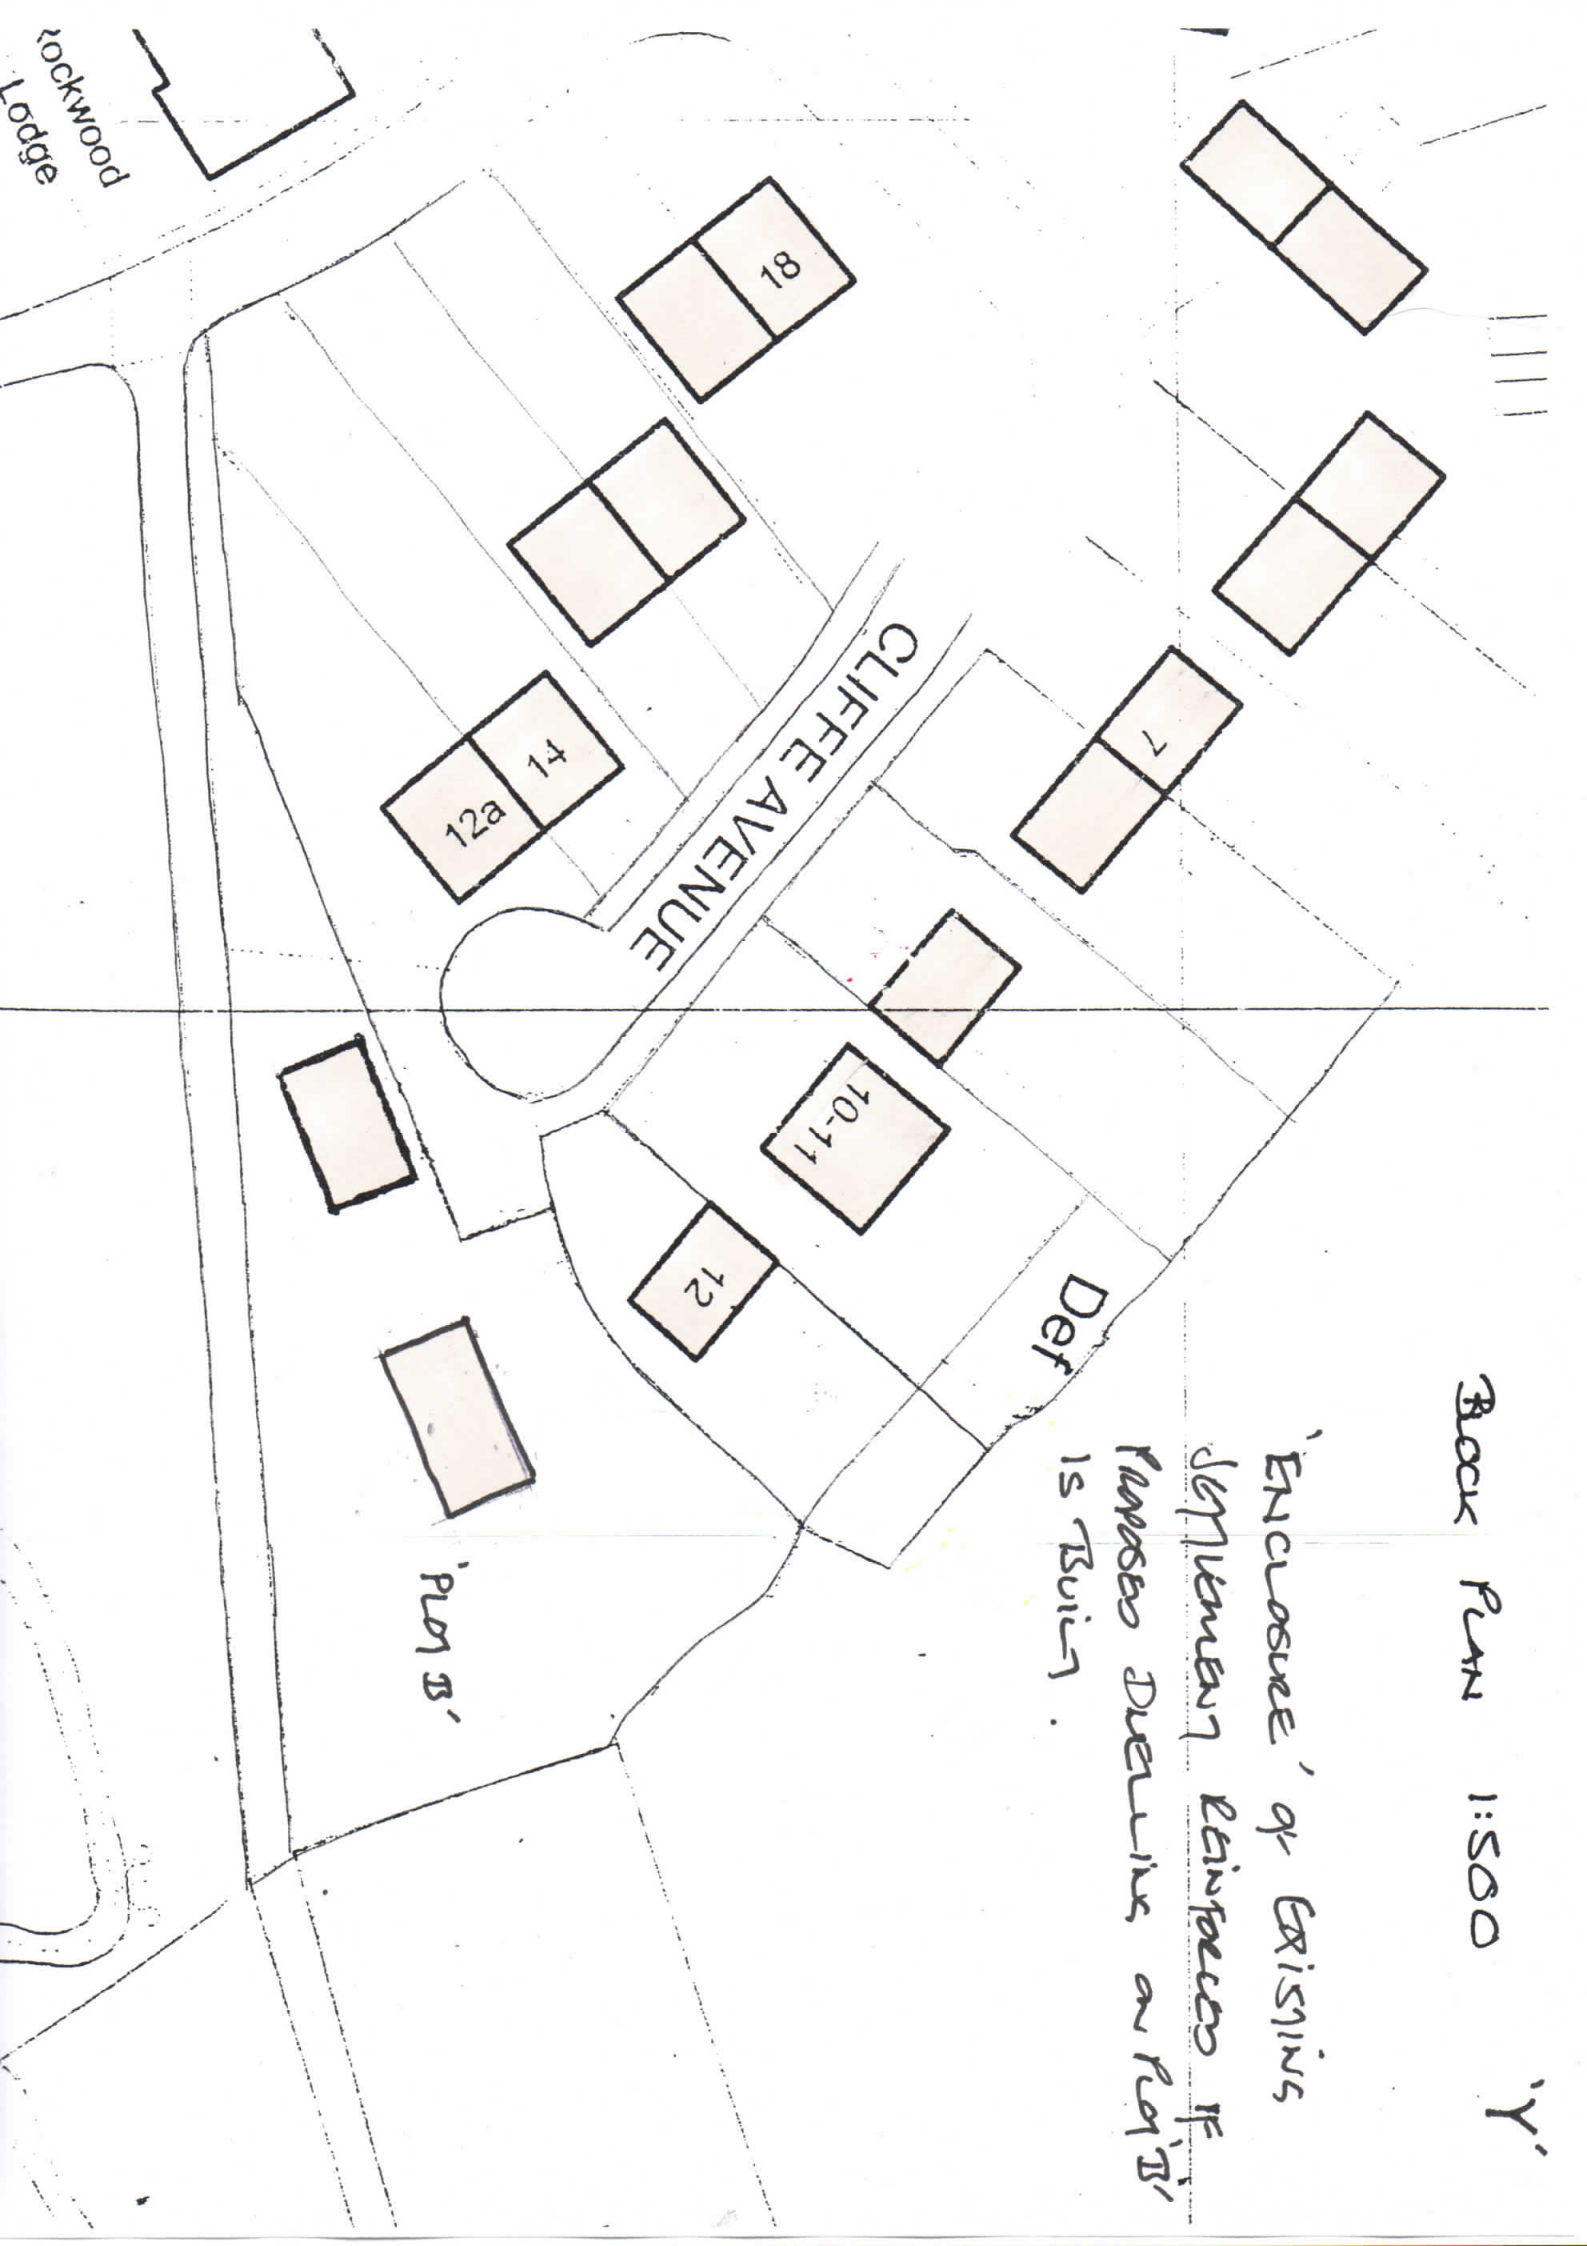 BLOCK PLAN 1:500 'Y'
'ENCLOSURE' OF EXISTING
SETTLEMENT REINFORCED IF
PROPOSED DWELLING ON PLOT 'B'
IS BUILT.
ockwood
Lodge
18
7
14
12a
CLIFFE AVENUE
10-11
12
Def
'PLOT B'